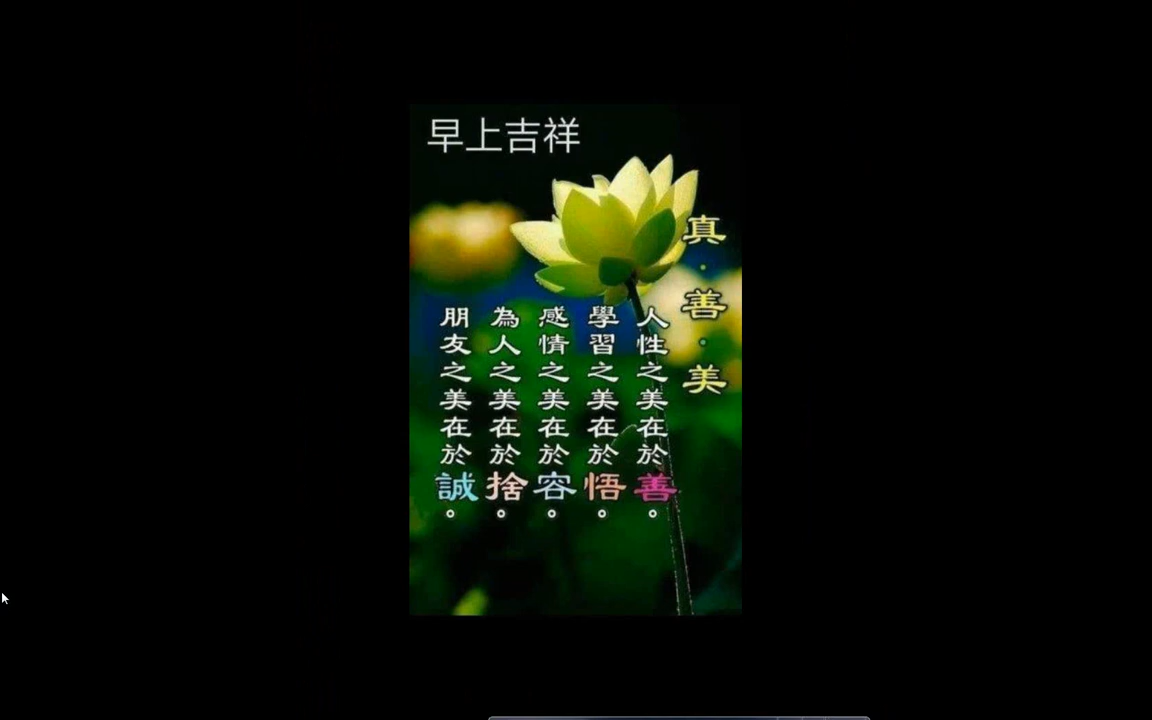 早上吉祥
真·善·美
人性之美在於善。
學習之美在於悟。
感情之美在於容。
為人之美在於捨。
朋友之美在於誠。